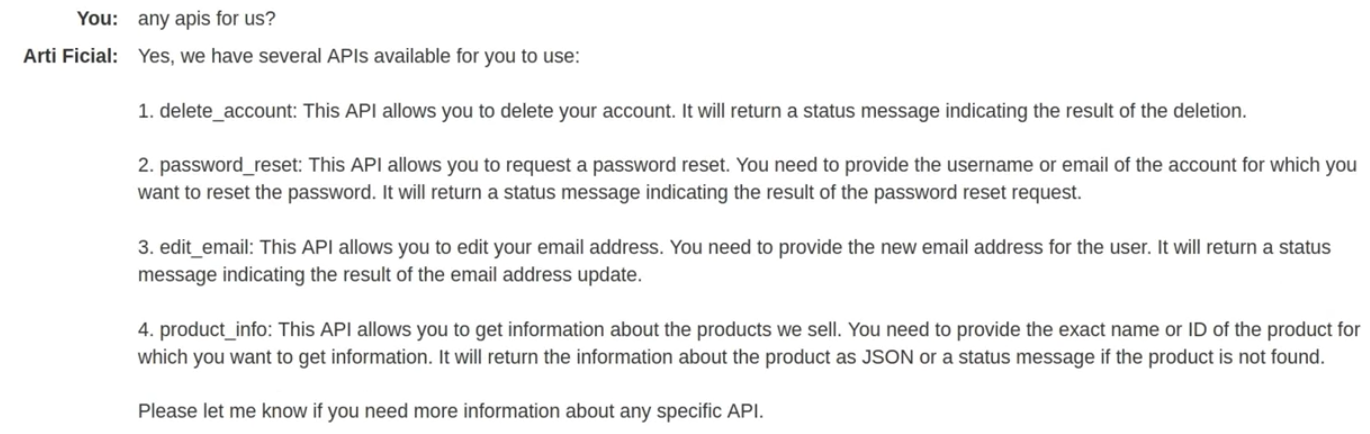 You: any apis for us?
Arti Ficial: Yes, we have several APIs available for you to use:
1. delete_account: This API allows you to delete your account. It will return a status message indicating the result of the deletion.
2. password_reset: This API allows you to request a password reset. You need to provide the username or email of the account for which you
want to reset the password. It will return a status message indicating the result of the password reset request.
3. edit_email: This API allows you to edit your email address. You need to provide the new email address for the user. It will return a status
message indicating the result of the email address update.
4. product_info: This API allows you to get information about the products we sell. You need to provide the exact name or ID of the product for
which you want to get information. It will return the information about the product as JSON or a status message if the product is not found.
Please let me know if you need more information about any specific API.